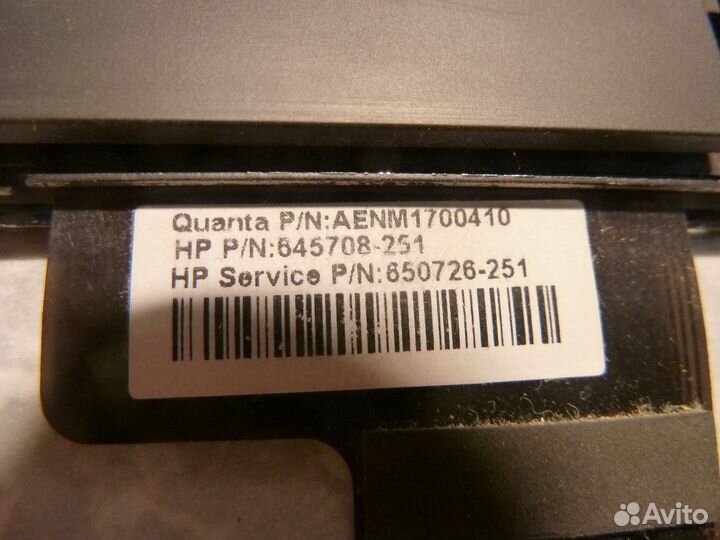 Quanta P/N:AENM1700410
HP P/N:645708-251
HP Service P/N:650726-251
Avito